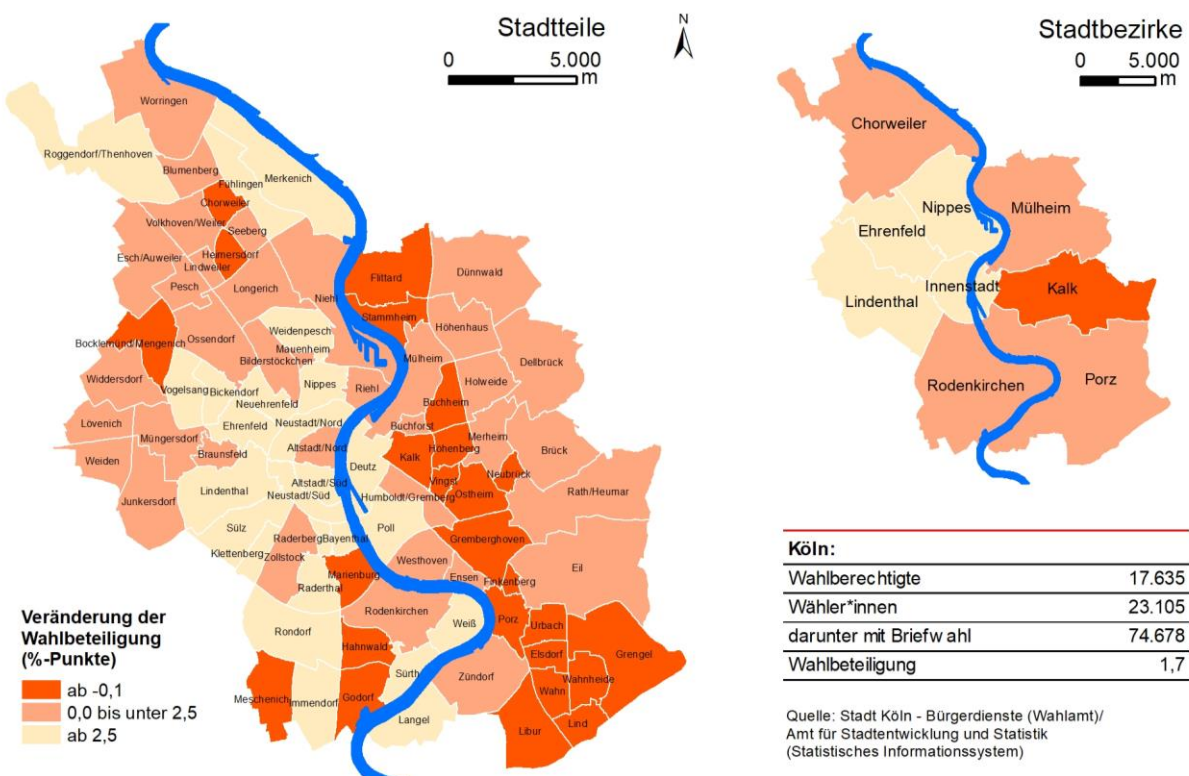 Stadtteile
N
0 5.000
m
Worringen
Roggendorf/Thenhoven
Blumenberg
Fühlingen
Merkenich
Chorweiler
Volkhoven/Weiler
Seeberg
Heimersdorf
Esch/Auweiler
Lindweiler
Pesch
Longerich
Niehl
Flittard
Dünnwald
Stammheim
Höhenhaus
Weidenpesch
Mauenheim
Bocklemünd/Mengenich
Ossendorf
Bilderstöckchen
Mülheim
Dellbrück
Holweide
Widdersdorf
Vogelsang
Bickendorf
Nippes
Riehl
Neuehrenfeld
Buchheim
Lövenich
Ehrenfeld
Neustadt/Nord
Buchforst
Merheim
Müngersdorf
Altstadt/Nord
Höhenberg
Brück
Braunsfeld
Kalk
Weiden
Deutz
Vingst
Neubrück
Junkersdorf
Lindenthal
Altstadt/Süd
Neustadt/Süd
Humboldt/Gremberg
Ostheim
Rath/Heumar
Sülz
Poll
Klettenberg
Raderberg
Bayenthal
Zollstock
Gremberghoven
Westhoven
Eil
Marienburg
Raderthal
Ensen
Finkenberg
Rodenkirchen
Rondorf
Weiß
Porz
Urbach
Hahnwald
Elsdorf
Grengel
Sürth
Zündorf
Wahnheide
Wahn
Meschenich
Immendorf
Godorf
Langel
Libur
Lind
Veränderung der
Wahlbeteiligung
(%-Punkte)
ab -0,1
0,0 bis unter 2,5
ab 2,5
Stadtbezirke
0 5.000
m
Chorweiler
Nippes
Mülheim
Ehrenfeld
Innenstadt
Kalk
Lindenthal
Rodenkirchen
Porz
Köln:
Wahlberechtigte 17.635
Wähler*innen 23.105
darunter mit Briefwahl 74.678
Wahlbeteiligung 1,7
Quelle: Stadt Köln - Bürgerdienste (Wahlamt)/
Amt für Stadtentwicklung und Statistik
(Statistisches Informationssystem)